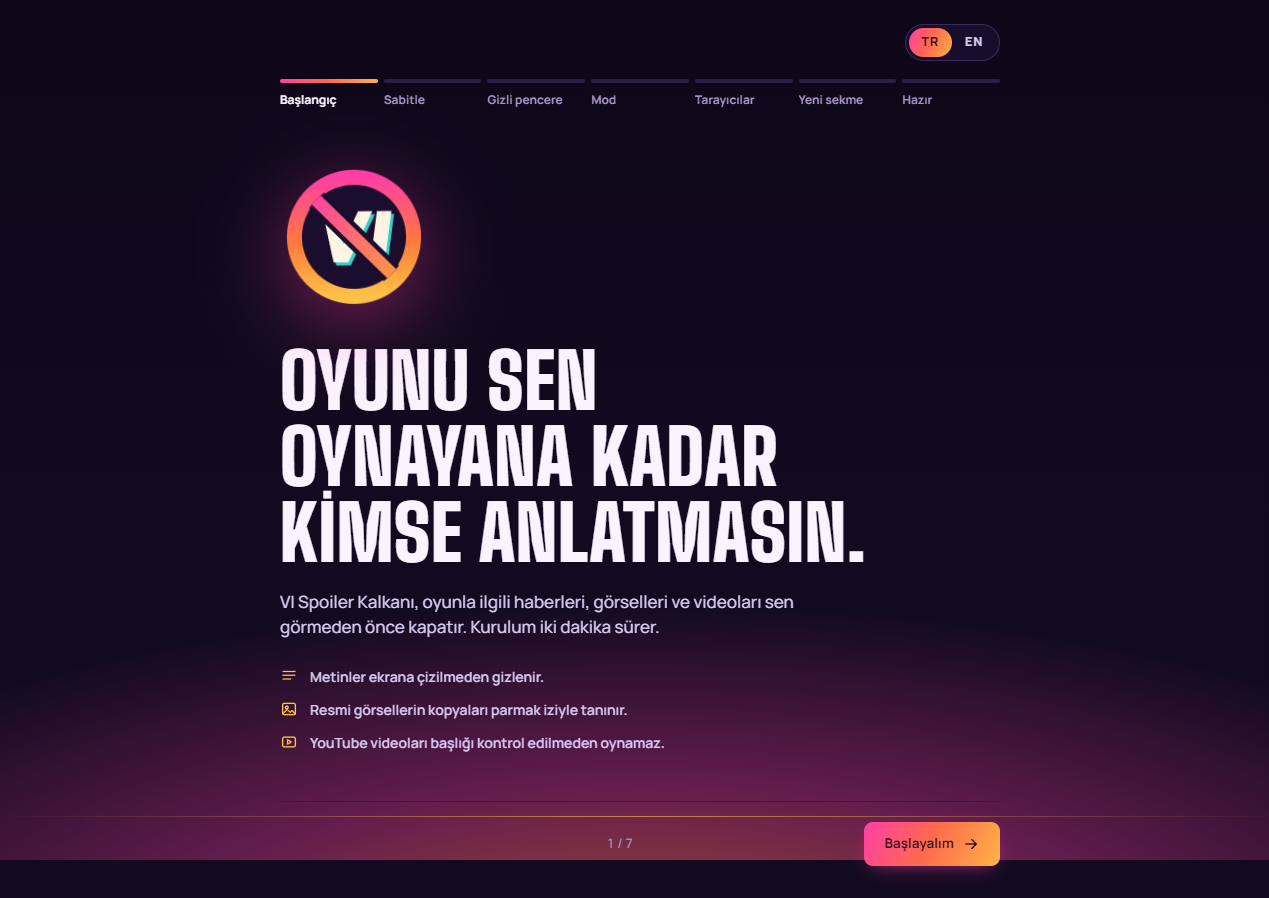 TR EN
Başlangıç Sabitle Gizli pencere Mod Tarayıcılar Yeni sekme Hazır
VI
OYUNU SEN
OYNAYANA KADAR
KİMSE ANLATMASIN.
VI Spoiler Kalkanı, oyunla ilgili haberleri, görselleri ve videoları sen
görmeden önce kapatır. Kurulum iki dakika sürer.
Metinler ekrana çizilmeden gizlenir.
Resmi görsellerin kopyaları parmak iziyle tanınır.
YouTube videoları başlığı kontrol edilmeden oynamaz.
1 / 7
Başlayalım